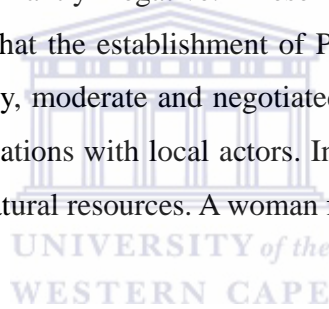 hat the establishment of P
y, moderate and negotiated
ations with local actors. In
atural resources. A woman
UNIVERSITY of the
WESTERN CAPE